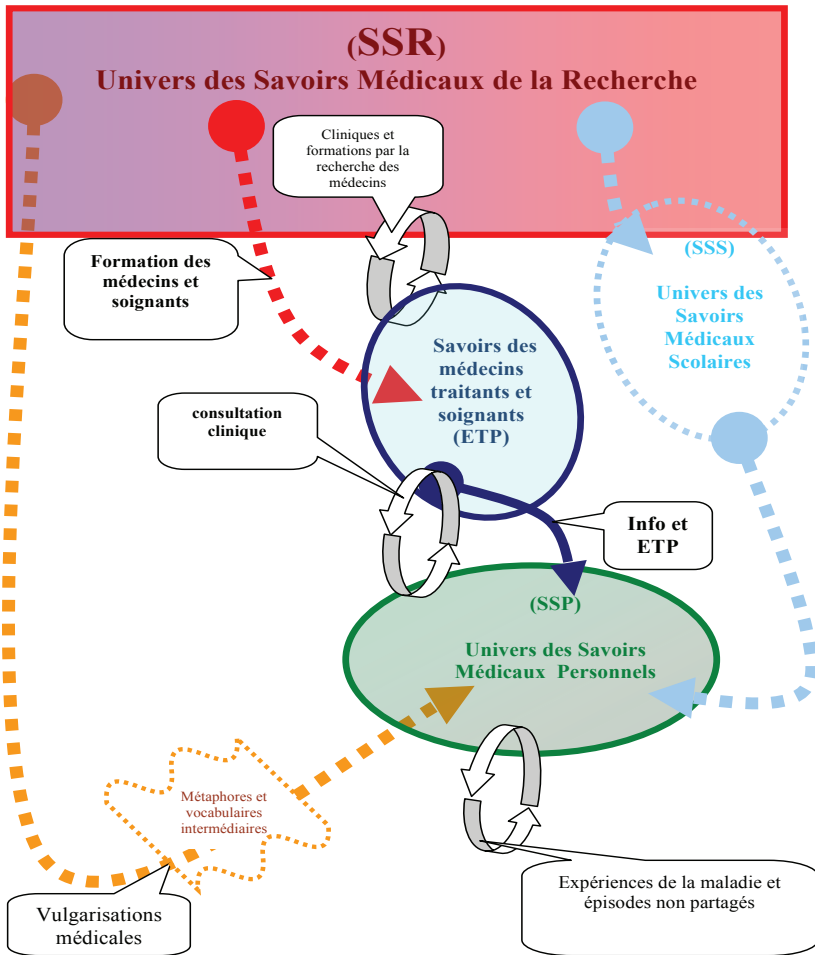 (SSR)
Univers des Savoirs Médicaux de la Recherche
Cliniques et
formations par la
recherche des
médecins
Formation des
médecins et
soignants
(SSS)
Univers des
Savoirs
Médicaux
Scolaires
Savoirs des
médecins
traitants et
soignants
(ETP)
consultation
clinique
Info et
ETP
(SSP)
Univers des Savoirs
Médicaux Personnels
Métaphores et
vocabulaires
intermédiaires
Vulgarisations
médicales
Expériences de la maladie et
épisodes non partagés